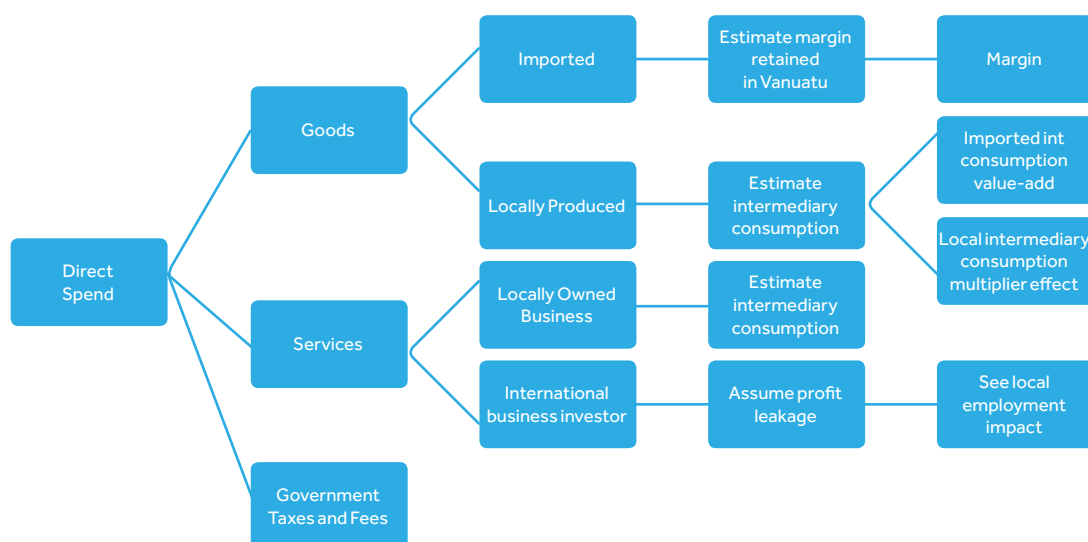 Direct
Spend
Goods
Services
Government
Taxes and Fees
Imported
Locally Produced
Locally Owned
Business
International
business investor
Estimate margin
retained
in Vanuatu
Estimate
intermediary
consumption
Estimate
intermediary
consumption
Assume profit
leakage
Margin
Imported int
consumption
value-add
Local intermediary
consumption
multiplier effect
See local
employment
impact